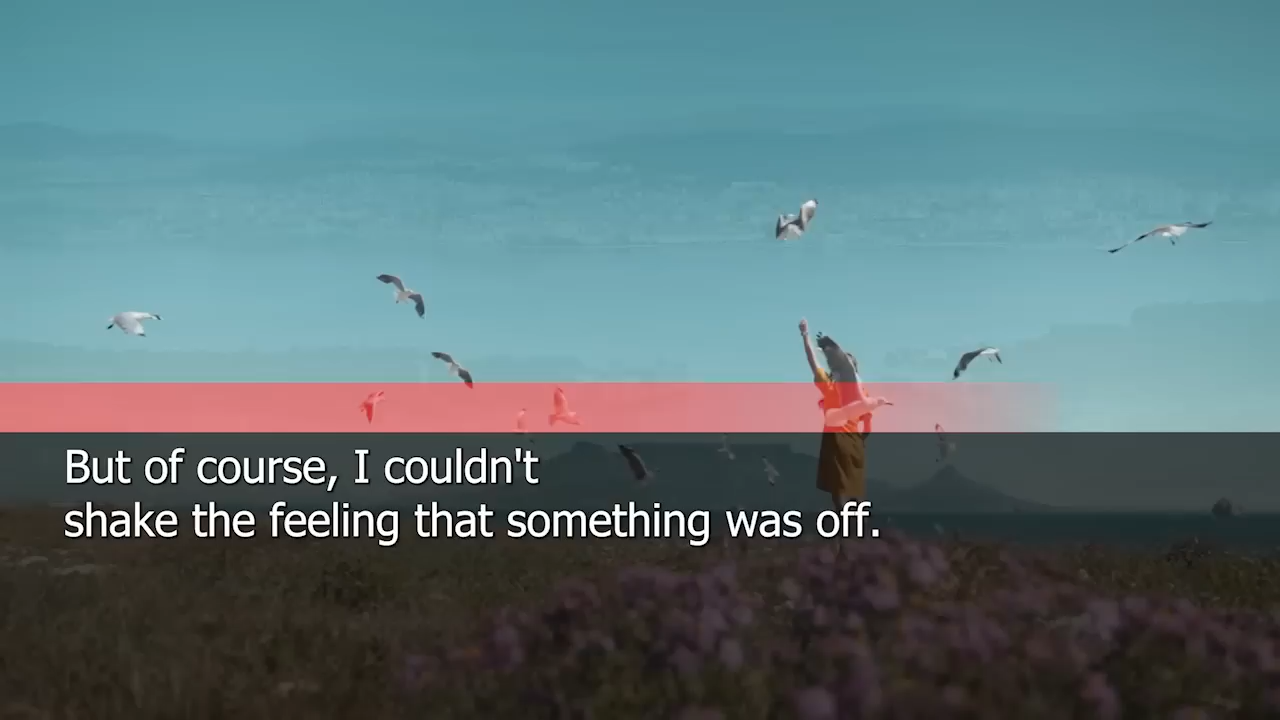 But of course, I couldn't
shake the feeling that something was off.